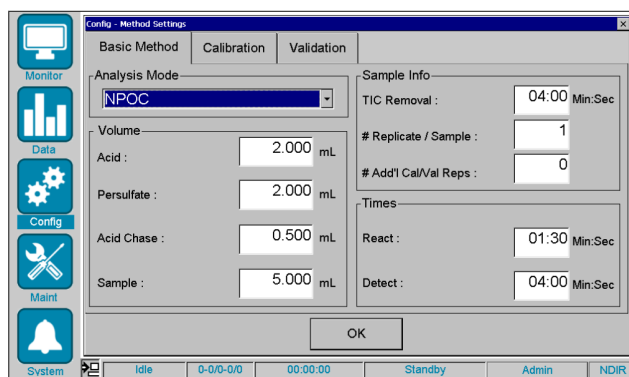 Config - Method Settings
Basic Method Calibration Validation
Monitor
Data
Config
Maint
System
Analysis Mode
NPOC
Volume
Acid : 2.000 mL
Persulfate : 2.000 mL
Acid Chase : 0.500 mL
Sample : 5.000 mL
Sample Info
TIC Removal : 04:00 Min:Sec
# Replicate / Sample : 1
# Add'l Cal/Val Reps : 0
Times
React : 01:30 Min:Sec
Detect : 04:00 Min:Sec
OK
Idle 0-0/0-0/0 00:00:00 Standby Admin NDIR